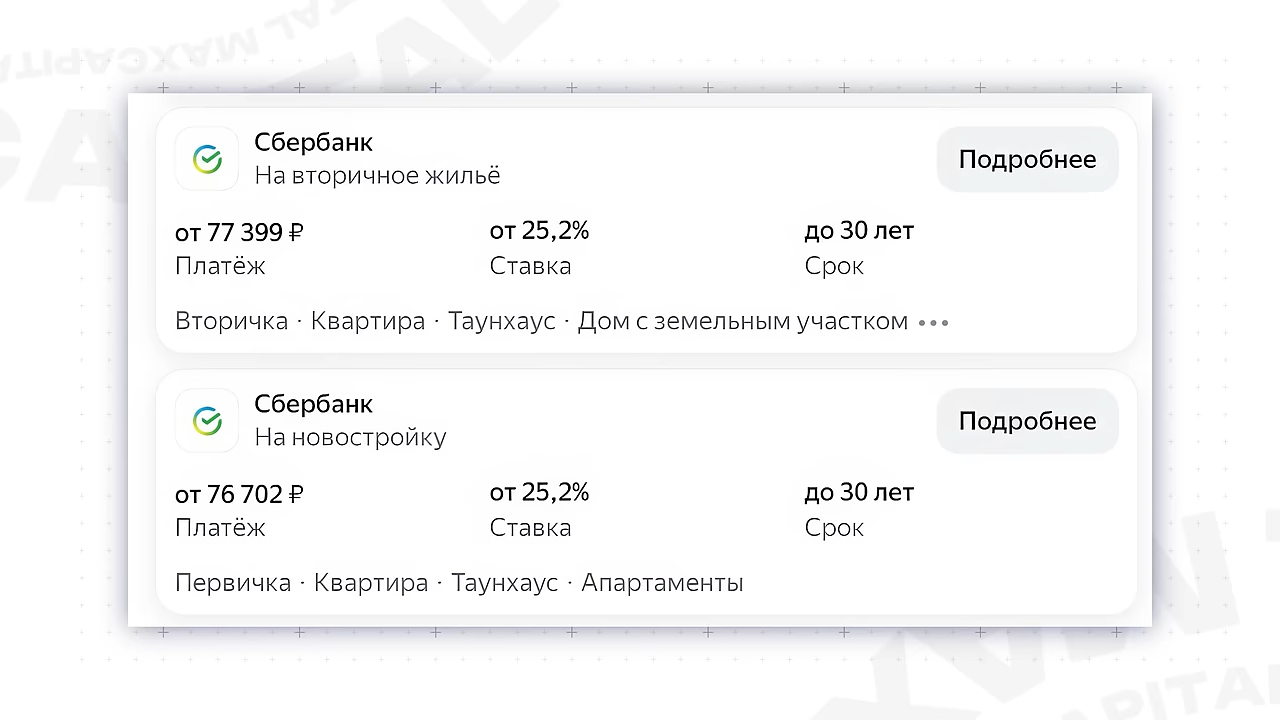 MAXCAPITAL
CAPITAL
Сбербанк
На вторичное жильё
Подробнее
от 77 399 ₽
от 25,2%
до 30 лет
Платёж
Ставка
Срок
Вторичка · Квартира · Таунхаус · Дом с земельным участком •••
Сбербанк
На новостройку
Подробнее
от 76 702 ₽
от 25,2%
до 30 лет
Платёж
Ставка
Срок
Первичка · Квартира · Таунхаус · Апартаменты